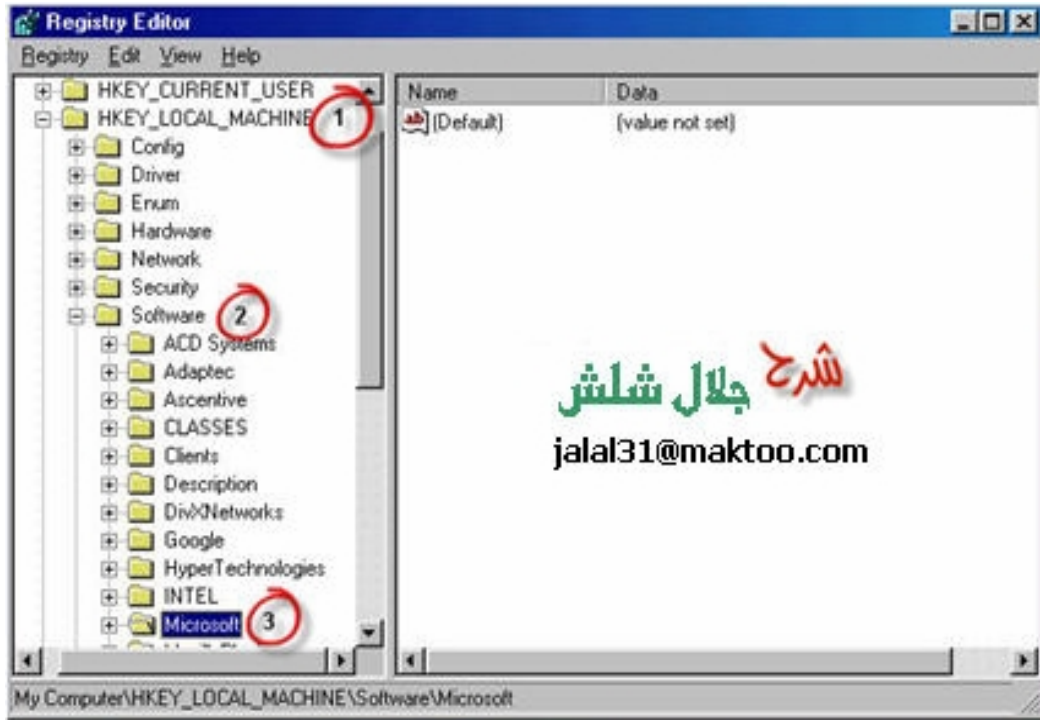 Registry Editor
Registry Edit View Help
HKEY_CURRENT_USER
HKEY_LOCAL_MACHINE 1
Config
Driver
Enum
Hardware
Network
Security
Software 2
ACD Systems
Adaptec
Ascentive
CLASSES
Clients
Description
DivXNetworks
Google
HyperTechnologies
INTEL
Microsoft 3
Name Data
ab (Default) (value not set)
شرح جلال شلش
jalal31@maktoo.com
My Computer\HKEY_LOCAL_MACHINE\Software\Microsoft